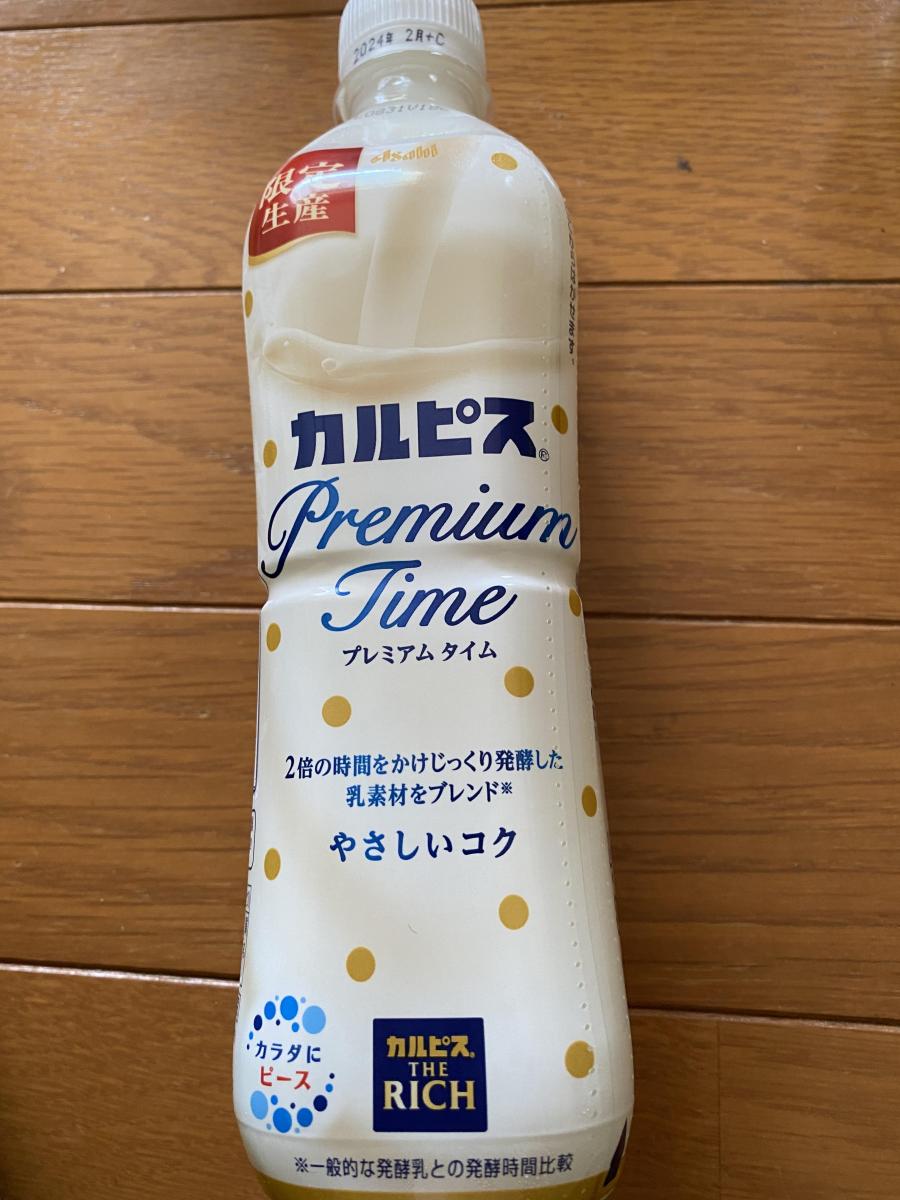 2024年 2月+C
Asahi
限定
生産
カルピス®
Premium
Time
プレミアム タイム
2倍の時間をかけじっくり発酵した
乳素材をブレンド※
やさしいコク
カラダに
ピース
カルピス®
THE
RICH
※一般的な発酵乳との発酵時間比較